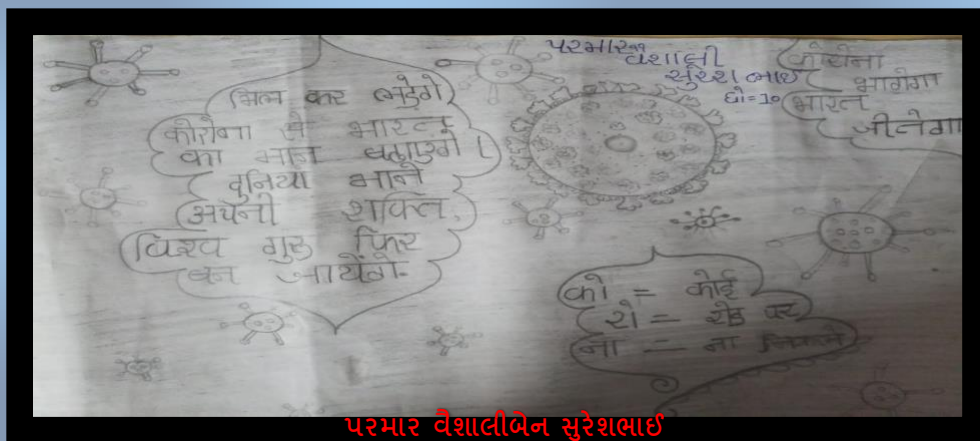 मिल कर लडेगे
कोरोना से भारत
का मान बढ़ाएंगे।
दुनिया माने
अपनी शक्ति,
विश्व गुरु फिर
बन जायेंगे
પરમાર
વૈશાલી
સુરેશભાઇ
ધો=૧૦
कोरोना
भागेगा
भारत
जीतेगा
को = कोई
रो = रोड पर
ना = ना निकले
પરમાર વૈશાલીબેન સુરેશભાઈ